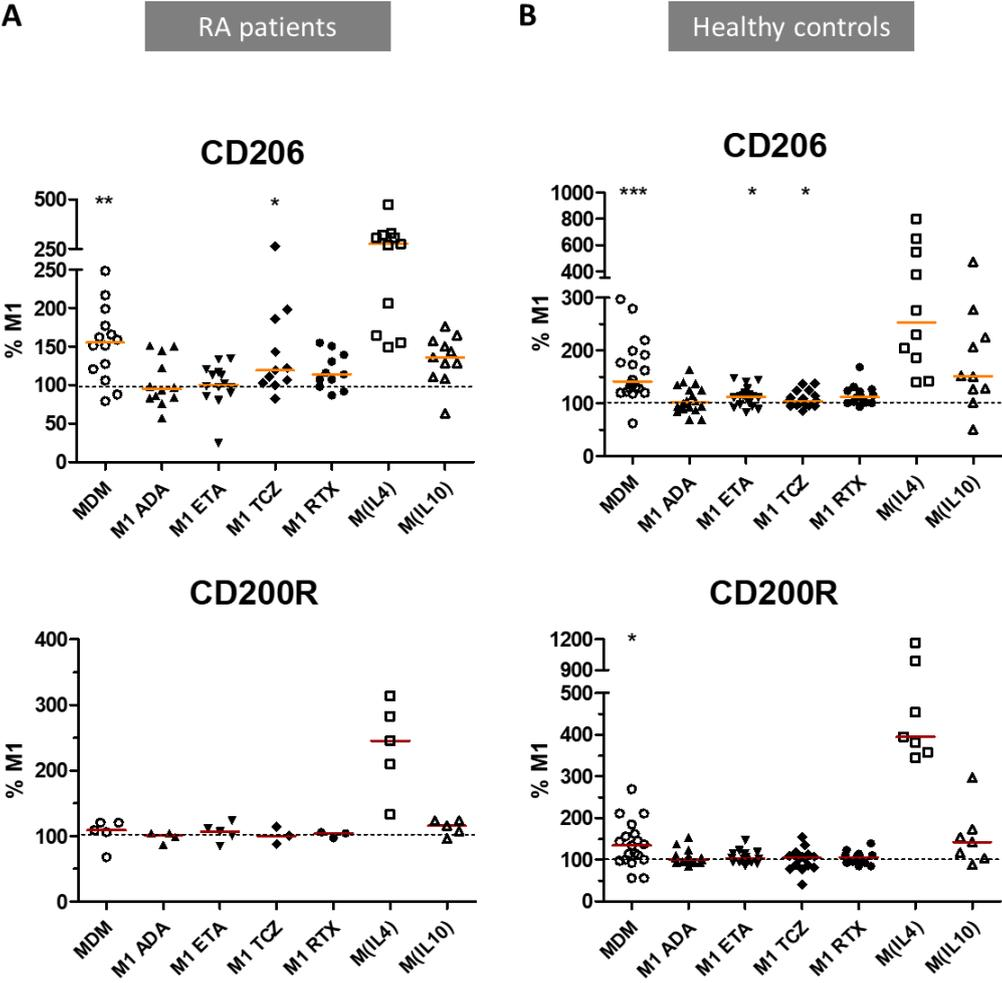 A
RA patients
B
Healthy controls
CD206
% M1
500
250
250
200
150
100
50
0
**
*
MDM
M1 ADA
M1 ETA
M1 TCZ
M1 RTX
M(IL4)
M(IL10)
CD206
% M1
1000
800
600
400
300
200
100
0
***
*
*
MDM
M1 ADA
M1 ETA
M1 TCZ
M1 RTX
M(IL4)
M(IL10)
CD200R
% M1
400
300
200
100
0
MDM
M1 ADA
M1 ETA
M1 TCZ
M1 RTX
M(IL4)
M(IL10)
CD200R
% M1
1200
900
500
400
300
200
100
0
*
MDM
M1 ADA
M1 ETA
M1 TCZ
M1 RTX
M(IL4)
M(IL10)